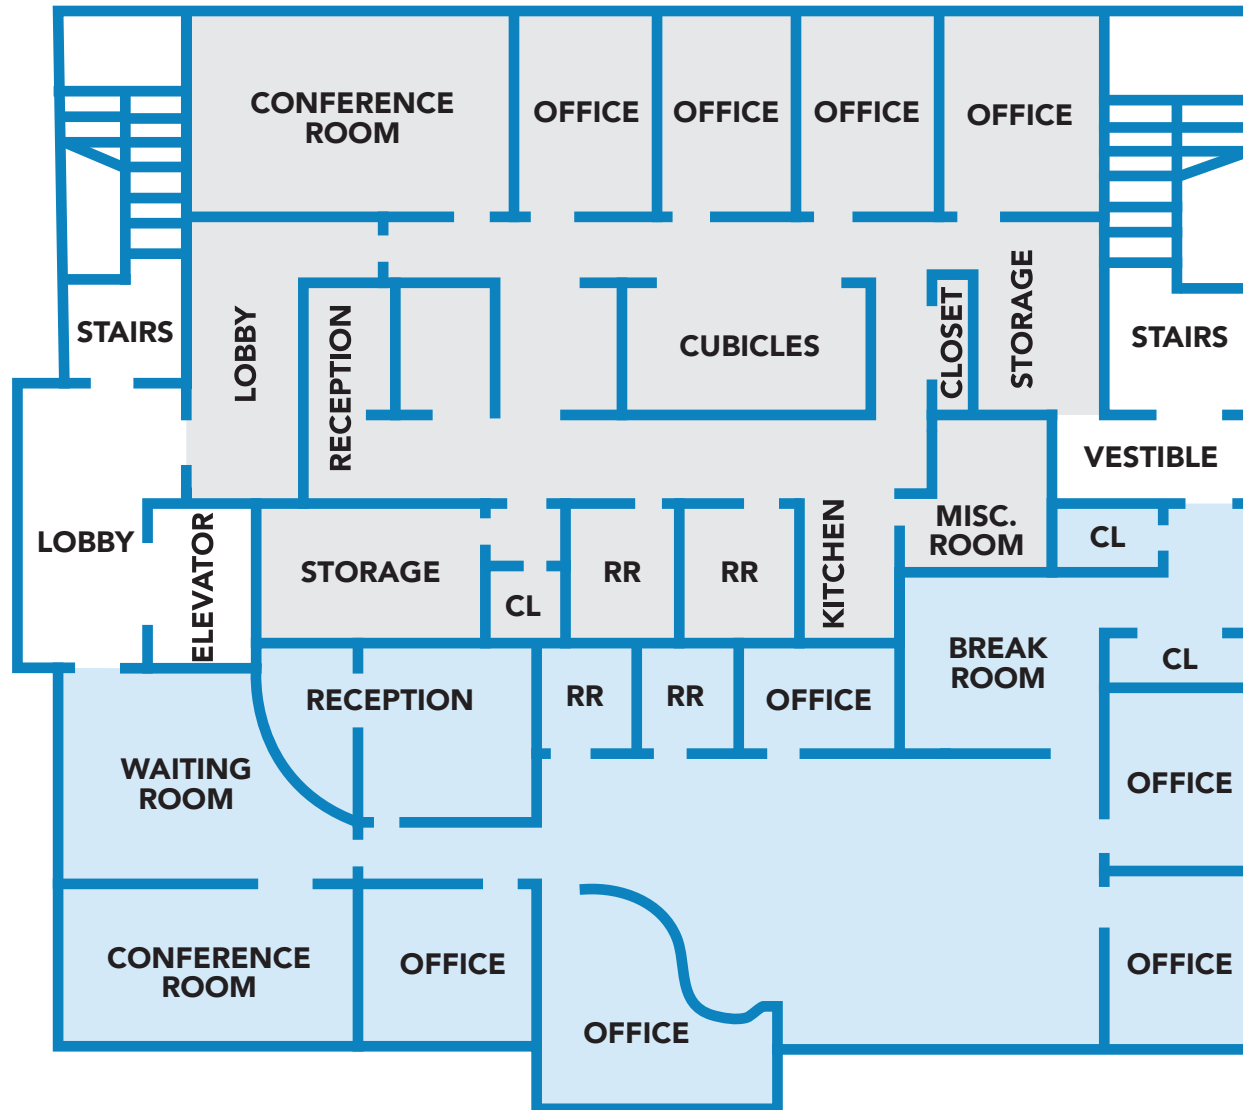 CONFERENCE
ROOM
OFFICE
OFFICE
OFFICE
OFFICE
STAIRS
LOBBY
RECEPTION
CUBICLES
CLOSET
STORAGE
STAIRS
VESTIBLE
LOBBY
ELEVATOR
STORAGE
CL
RR
RR
KITCHEN
MISC.
ROOM
CL
RECEPTION
RR
RR
OFFICE
BREAK
ROOM
CL
WAITING
ROOM
OFFICE
CONFERENCE
ROOM
OFFICE
OFFICE
OFFICE